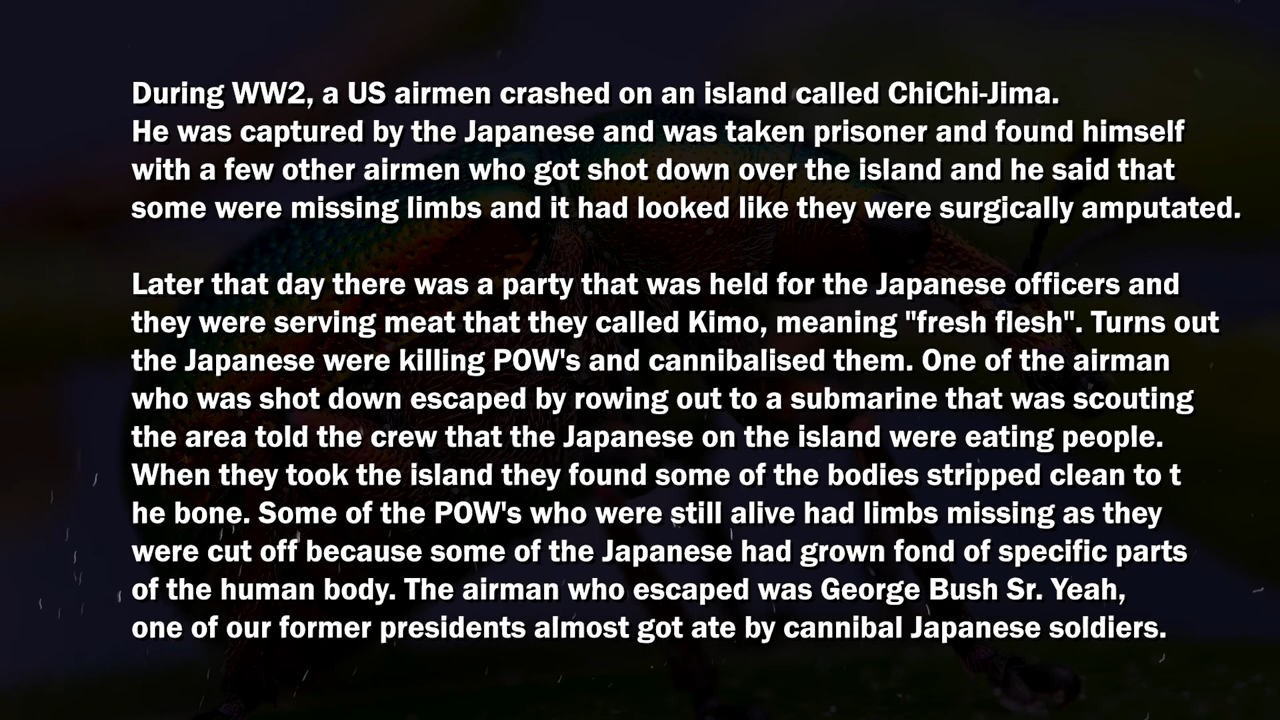 During WW2, a US airmen crashed on an island called ChiChi-Jima.
He was captured by the Japanese and was taken prisoner and found himself
with a few other airmen who got shot down over the island and he said that
some were missing limbs and it had looked like they were surgically amputated.
Later that day there was a party that was held for the Japanese officers and
they were serving meat that they called Kimo, meaning "fresh flesh". Turns out
the Japanese were killing POW's and cannibalised them. One of the airman
who was shot down escaped by rowing out to a submarine that was scouting
the area told the crew that the Japanese on the island were eating people.
When they took the island they found some of the bodies stripped clean to t
he bone. Some of the POW's who were still alive had limbs missing as they
were cut off because some of the Japanese had grown fond of specific parts
of the human body. The airman who escaped was George Bush Sr. Yeah,
one of our former presidents almost got ate by cannibal Japanese soldiers.